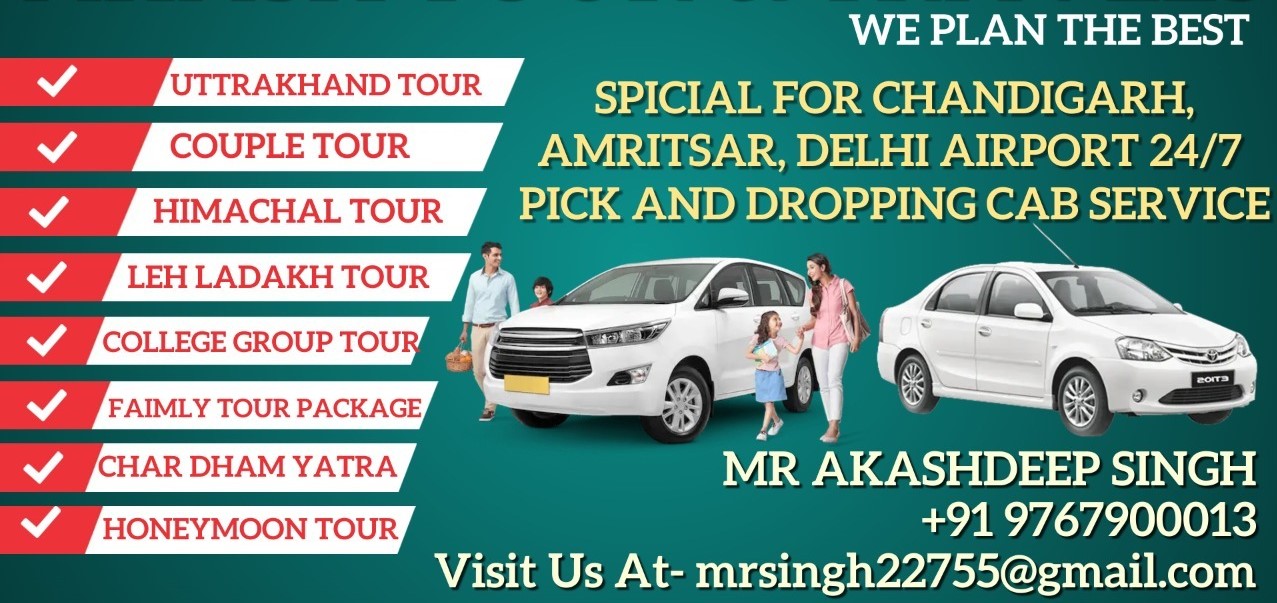 WE PLAN THE BEST
UTTRAKHAND TOUR
COUPLE TOUR
HIMACHAL TOUR
LEH LADAKH TOUR
COLLEGE GROUP TOUR
FAIMLY TOUR PACKAGE
CHAR DHAM YATRA
HONEYMOON TOUR
SPICIAL FOR CHANDIGARH,
AMRITSAR, DELHI AIRPORT 24/7
PICK AND DROPPING CAB SERVICE
ETIOS
MR AKASHDEEP SINGH
+91 9767900013
Visit Us At- mrsingh22755@gmail.com